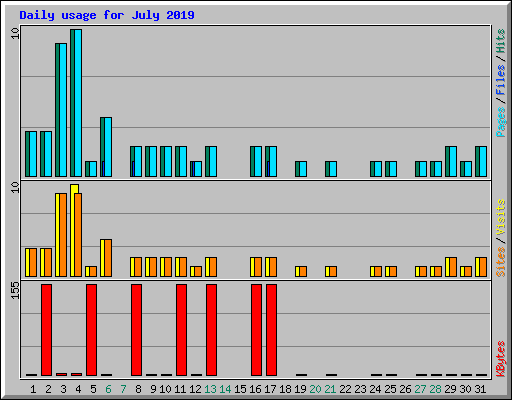 Daily usage for July 2019
10
Pages / Files / Hits
10
Sites / Visits
155
KBytes
1 2 3 4 5 6 7 8 9 10 11 12 13 14 15 16 17 18 19 20 21 22 23 24 25 26 27 28 29 30 31